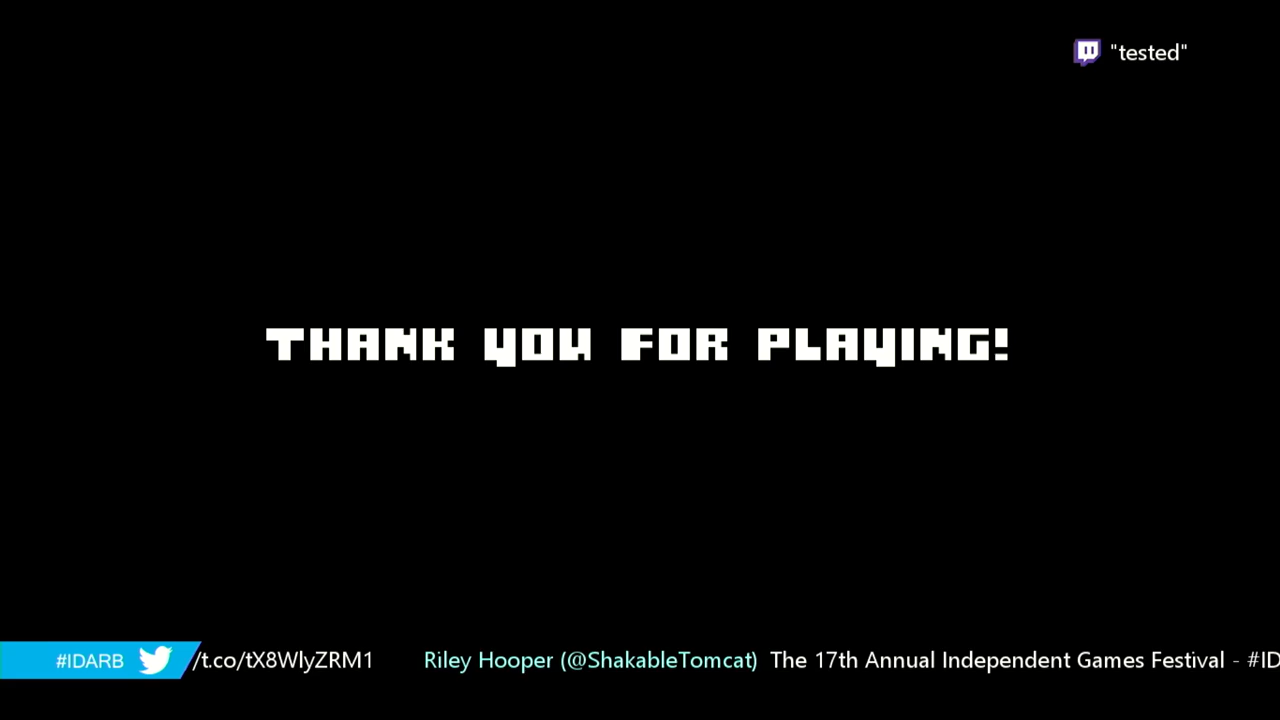 "tested"
THANK YOU FOR PLAYING!
#IDARB /t.co/tX8WlyZRM1 Riley Hooper (@ShakableTomcat) The 17th Annual Independent Games Festival - #ID